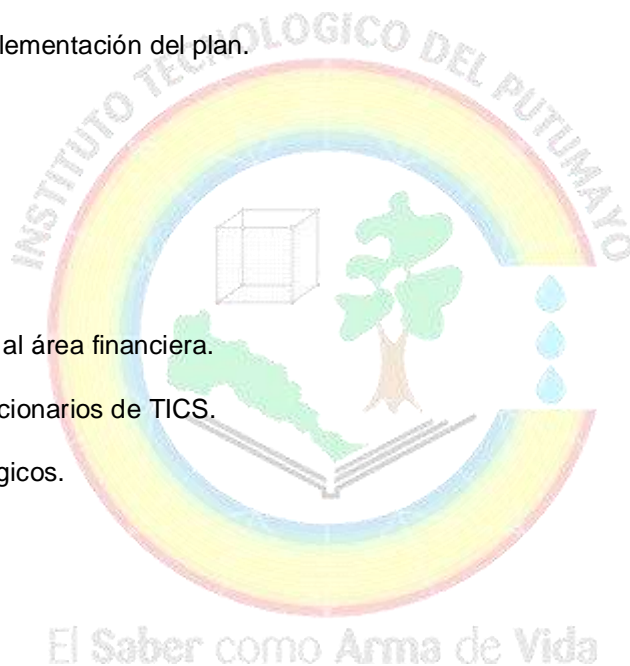 INSTITUTO TECNOLOGICO DEL PUTUMAYO
lementación del plan.
al área financiera.
cionarios de TICS.
gicos.
El Saber como Arma de Vida